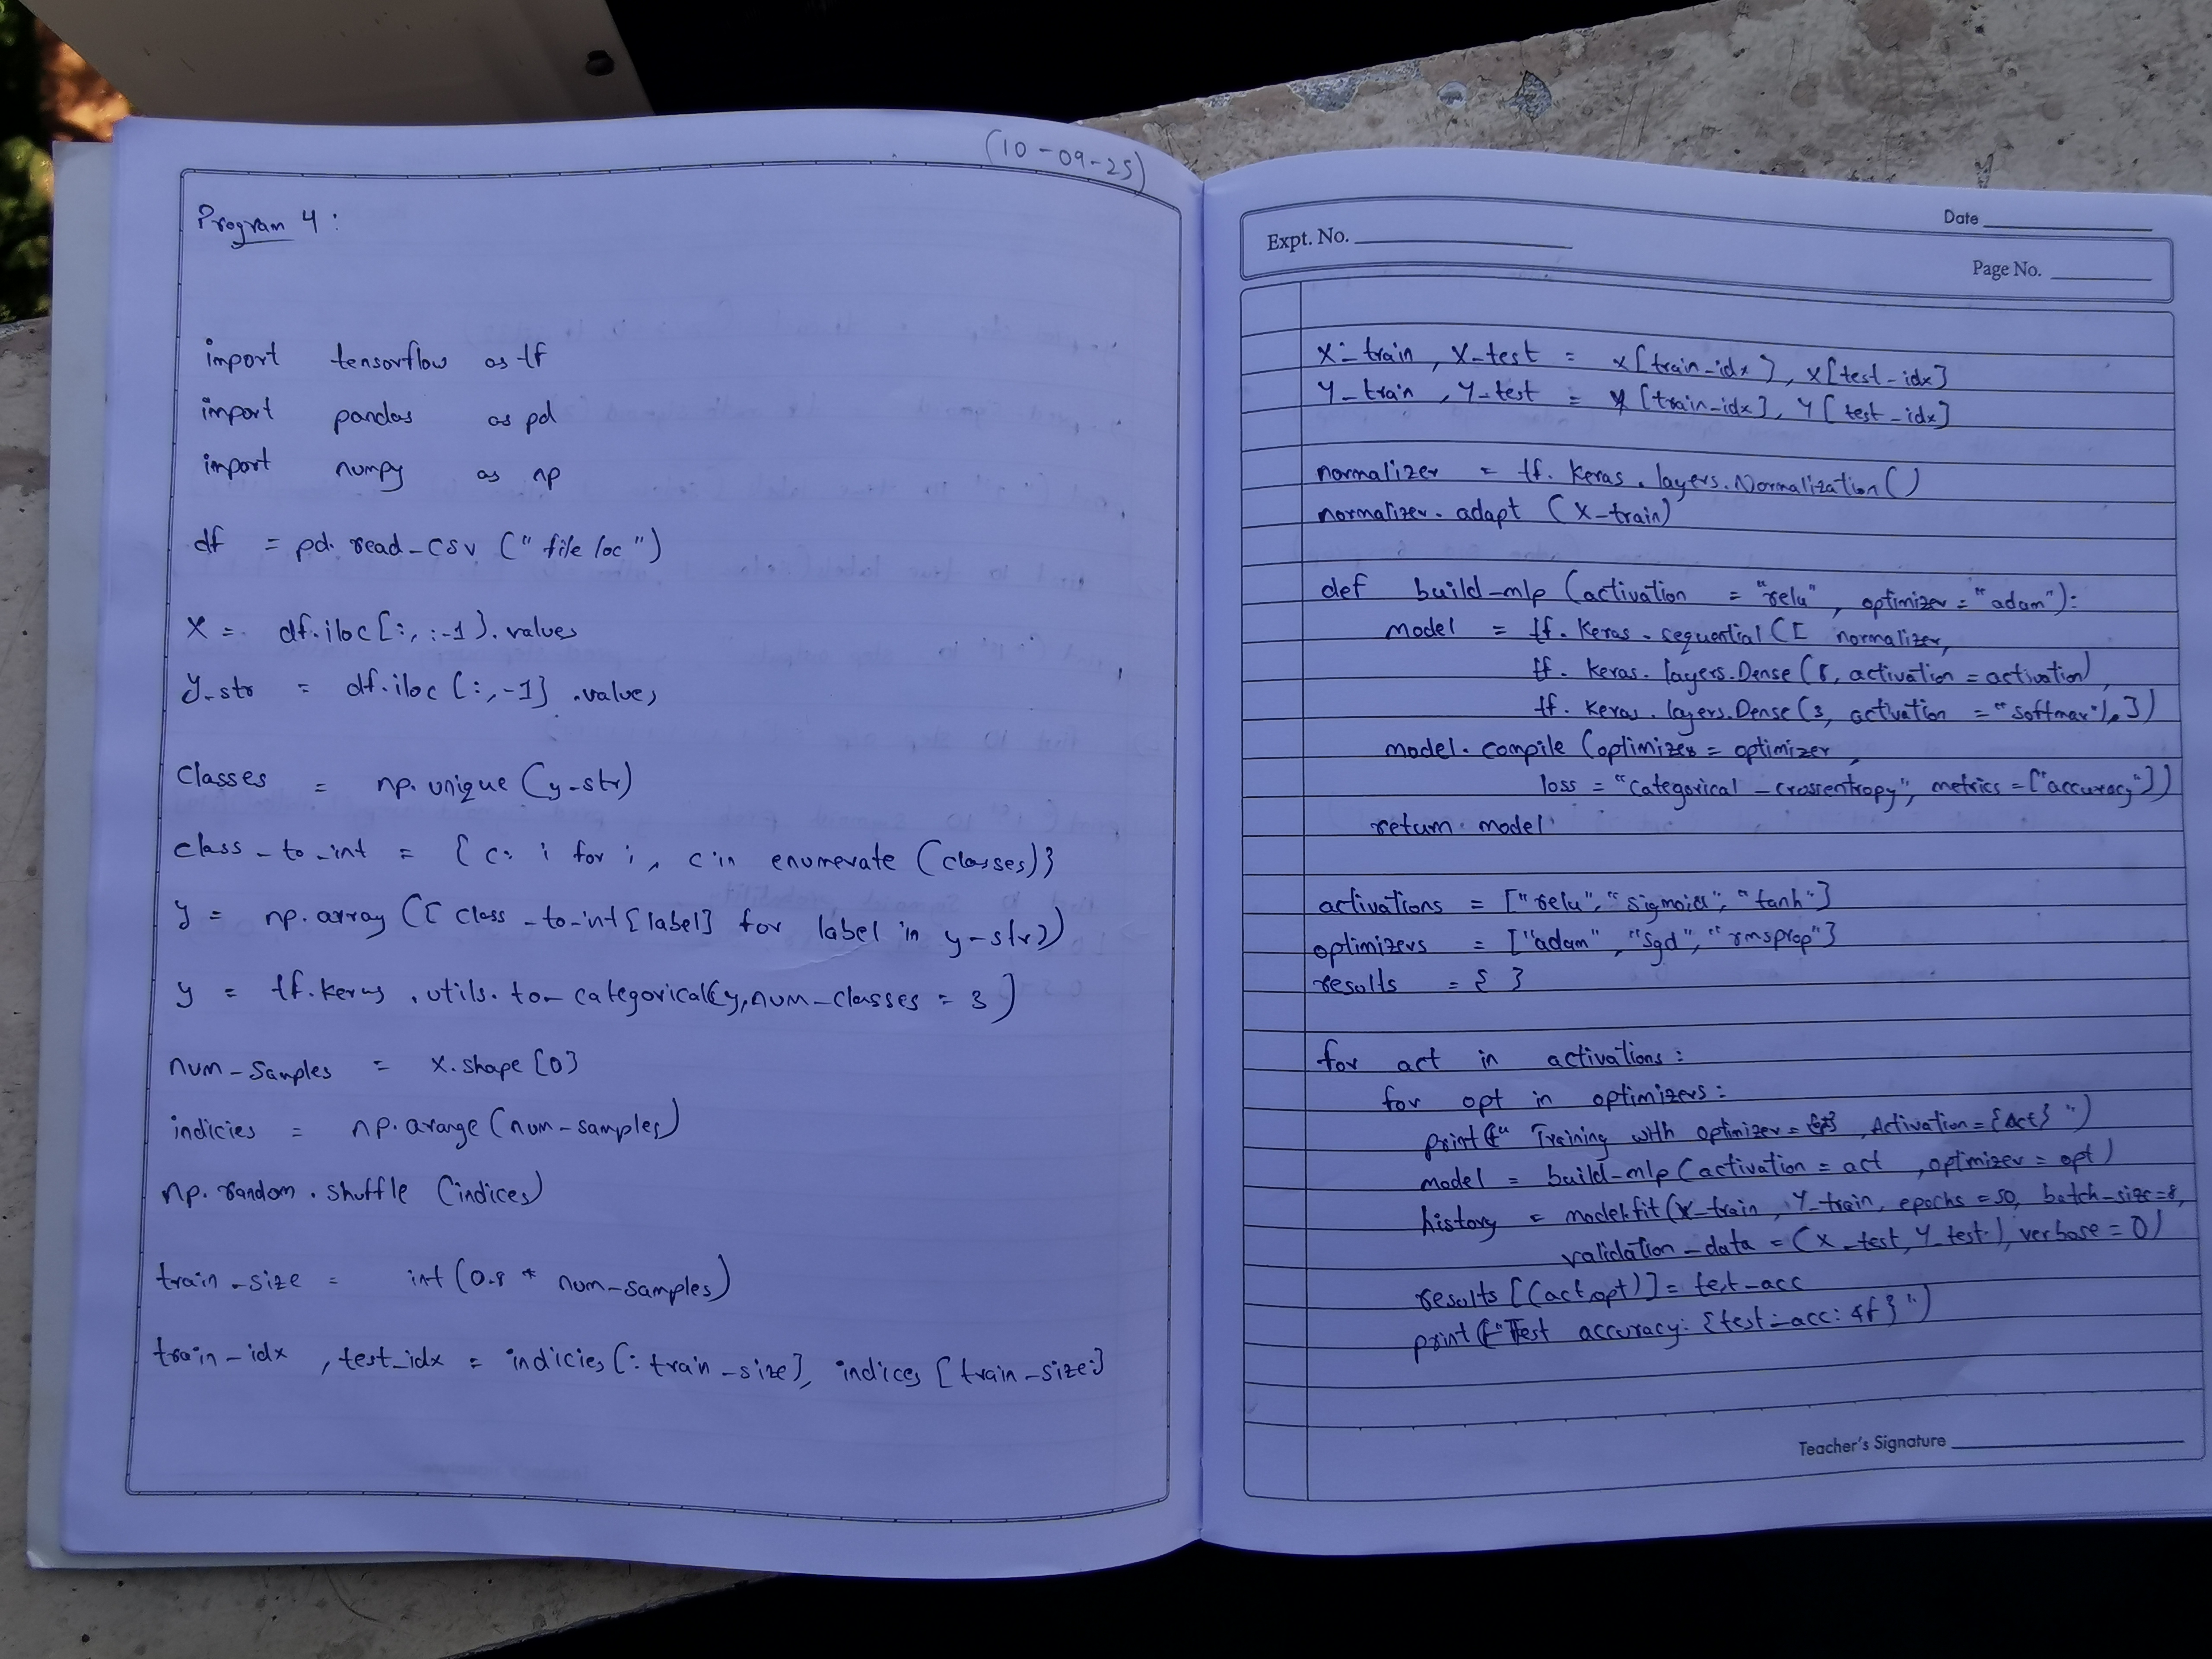 (10-09-25)
Program 4 :
import tensorflow as tf
import pandas as pd
import numpy as np
df = pd. read_csv ("file loc")
X = df.iloc[:, :-1].values
y_str = df.iloc [:,-1] .values
classes = np.unique (y_str)
class_to_int = {c: i for i, c in enumerate (classes)}
y = np.array ([class_to_int[label] for label in y_str])
y = tf.keras .utils. to_categorical(y,num_classes = 3)
num_samples = x.shape[0]
indicies = np.arange(num_samples)
np.random.shuffle (indices)
train_size = int(0.8 * num_samples)
train_idx , test_idx = indicies[:train_size], indices [train_size:]
Expt. No.
Date
Page No.
X_train, X_test = x[train_idx], x[test_idx]
Y_train, Y_test = y[train_idx], Y[test_idx]
normalizer = tf. Keras. layers.Normalization()
normalizer. adapt (X_train)
def build_mlp (activation = "relu", optimizer = "adam"):
model = tf. Keras. sequential ([ normalizer,
tf. Keras. layers.Dense (8, activation = activation),
tf. Keras. layers.Dense (3, activation = "softmax"),])
model. compile (optimizer = optimizer,
loss = "categorical_crossentropy", metrics = ["accuracy"])
return model
activations = ["relu", "sigmoid", "tanh"]
optimizers = ["adam", "sgd", "rmsprop"]
results = { }
for act in activations:
for opt in optimizers:
print(f" Training with optimizer = {opt}, Activation = {Act} ")
model = build_mlp (activation = act ,optimizer = opt)
history = model.fit(X_train, Y_train, epochs = 50, batch_size=8,
validation_data = (X_test, Y_test), verbose = 0)
results [(act,opt)] = test_acc
print(f"Test accuracy: {test_acc: 4f} ")
Teacher's Signature